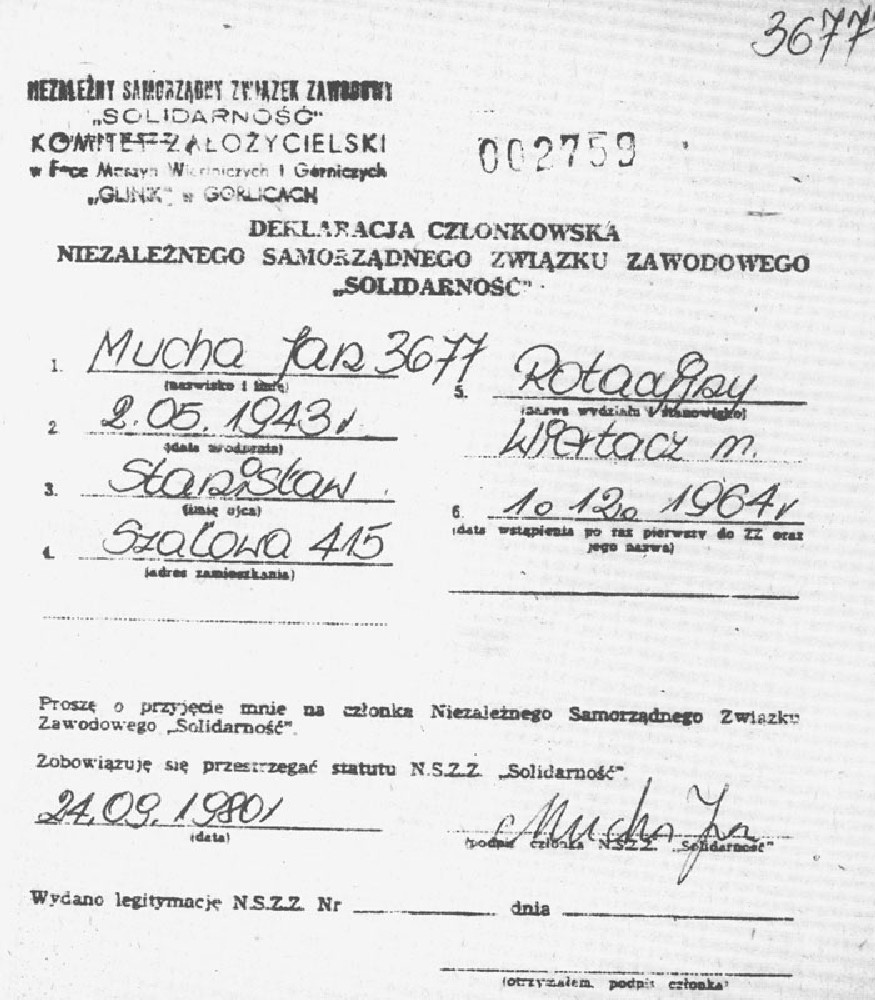 3677
NIEZALEŻNY SAMORZĄDNY ZWIĄZEK ZAWODOWY
„SOLIDARNOŚĆ"
KOMITET ZAŁOŻYCIELSKI
w F-ce Maszyn Wiertniczych i Górniczych
„GLINIK" w GORLICACH
002759
DEKLARACJA CZŁONKOWSKA
NIEZALEŻNEGO SAMORZĄDNEGO ZWIĄZKU ZAWODOWEGO
„SOLIDARNOŚĆ"
1. Mucha Jan 3677
(nazwisko i imię)
2 2.05.1943 r
(data urodzenia)
3. Stanisław
(imię ojca)
4. Szalowa 415
(adres zamieszkania)
5. Rotacyjny
(nazwa wydziału i stanowisko)
Wiertacz m.
6. 1. 12. 1964 r
(data wstąpienia po raz pierwszy do ZZ oraz
jego nazwa)
Proszę o przyjęcie mnie na członka Niezależnego Samorządnego Związku
Zawodowego „Solidarność".
Zobowiązuję się przestrzegać statutu N.S.Z.Z. „Solidarność".
24.09.1980r
(data)
Mucha Jan
(podpis członka N.S.Z.Z. „Solidarność"
Wydano legitymację N.S.Z.Z. Nr dnia
(otrzymałem, podpis członka)